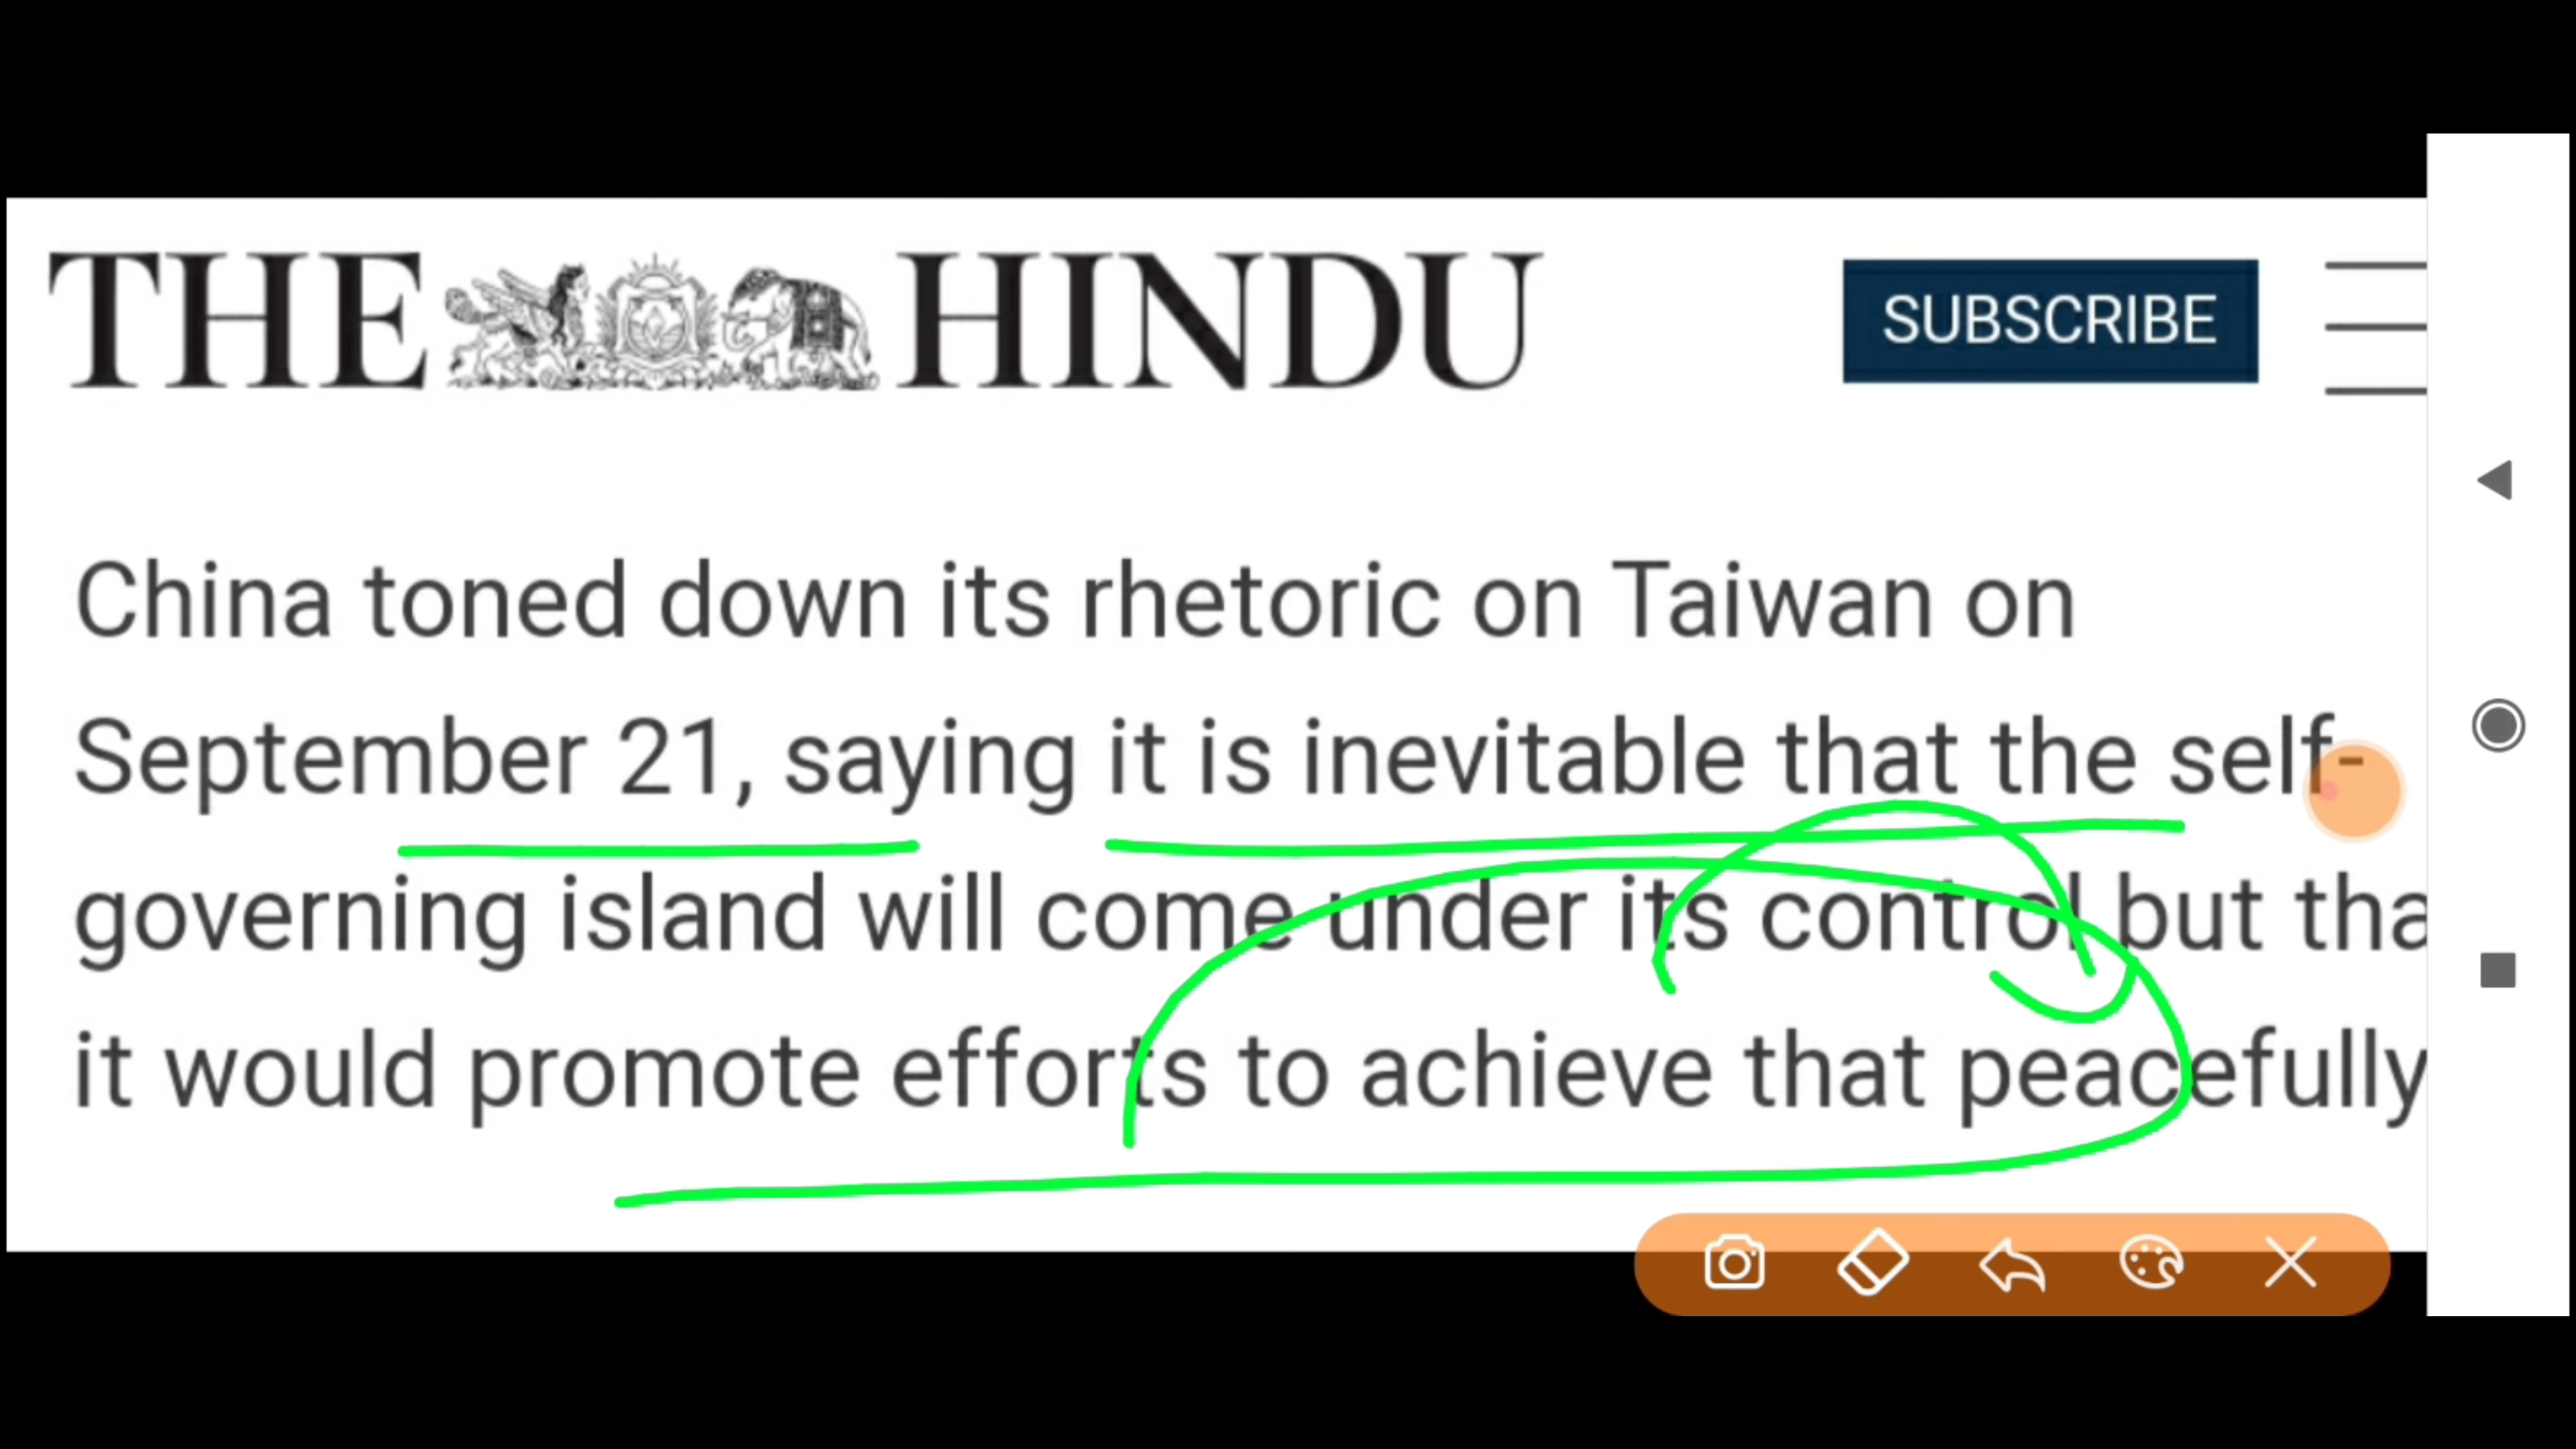 THE HINDU
SUBSCRIBE
China toned down its rhetoric on Taiwan on
September 21, saying it is inevitable that the self-
governing island will come under its control but tha
it would promote efforts to achieve that peacefully